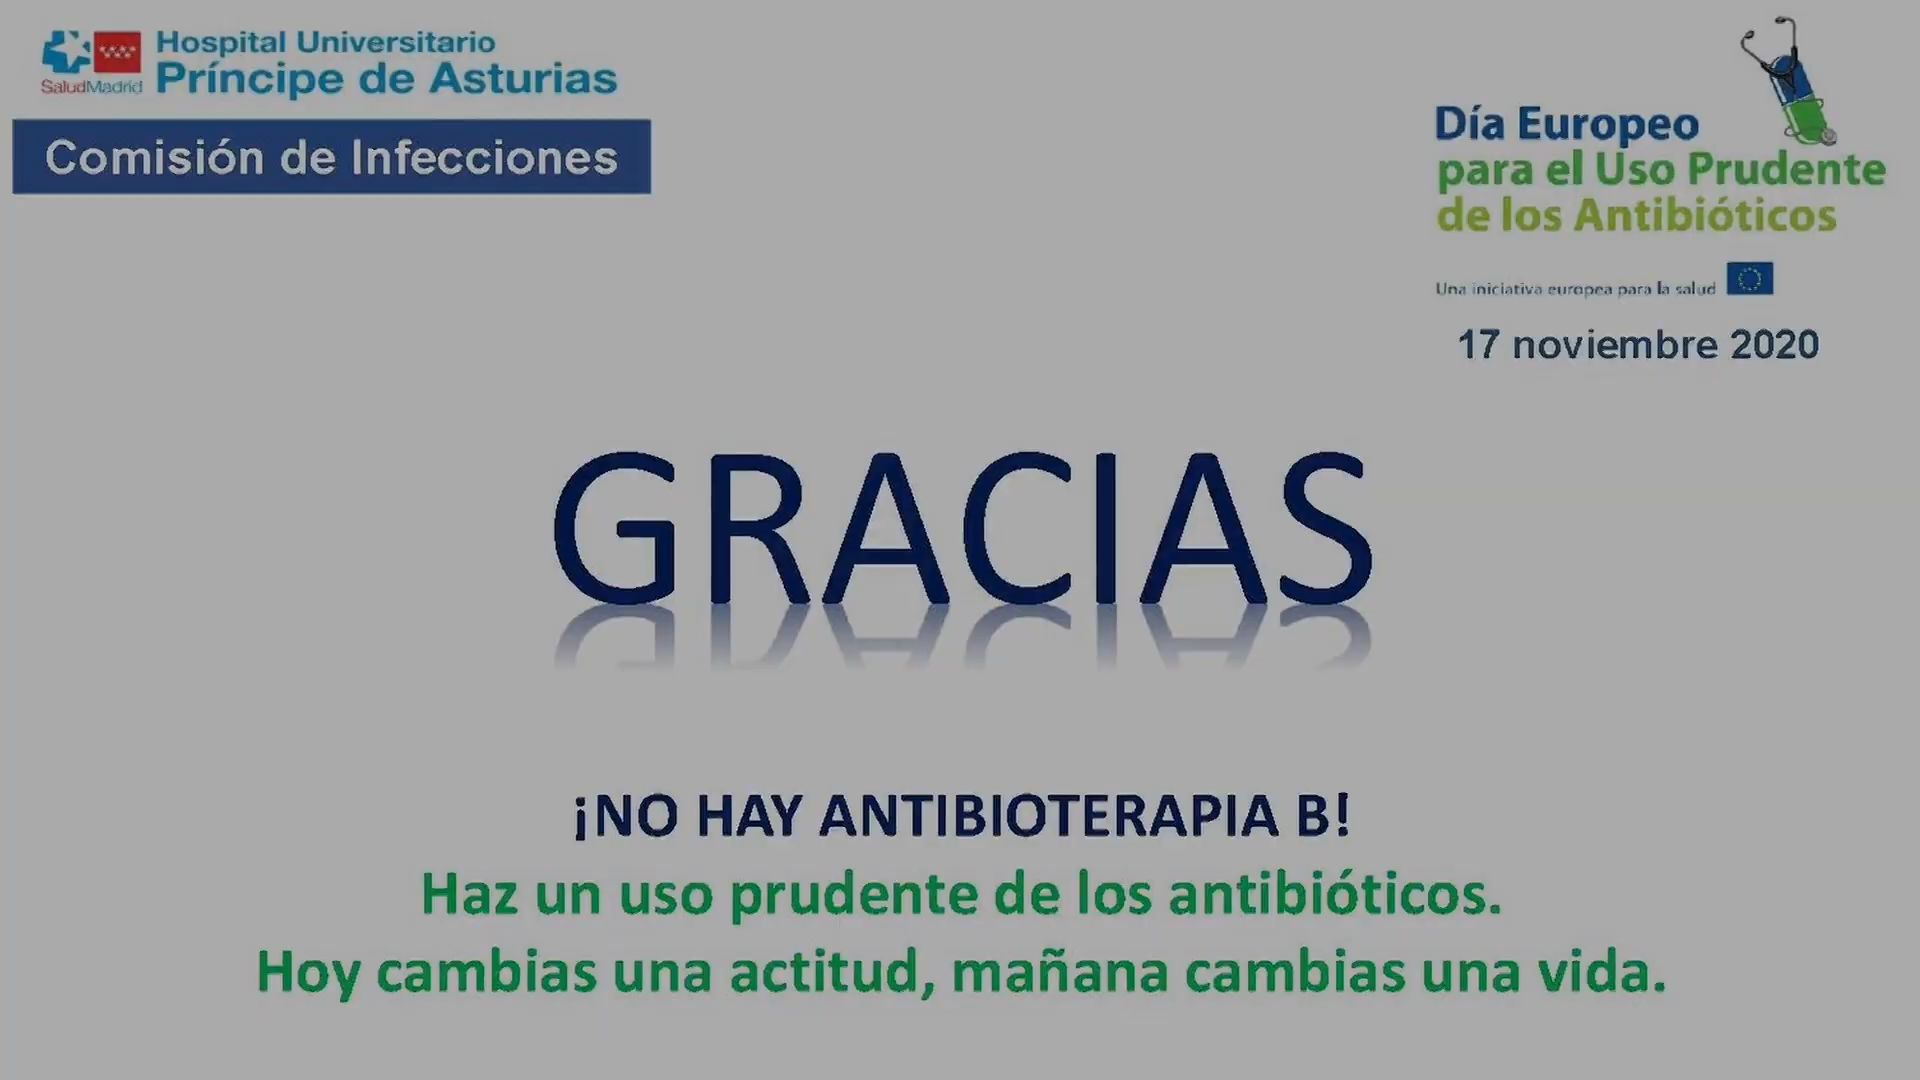 Hospital Universitario
Príncipe de Asturias
SaludMadrid
Comisión de Infecciones
Día Europeo
para el Uso Prudente
de los Antibióticos
Una iniciativa europea para la salud
17 noviembre 2020
GRACIAS
¡NO HAY ANTIBIOTERAPIA B!
Haz un uso prudente de los antibióticos.
Hoy cambias una actitud, mañana cambias una vida.